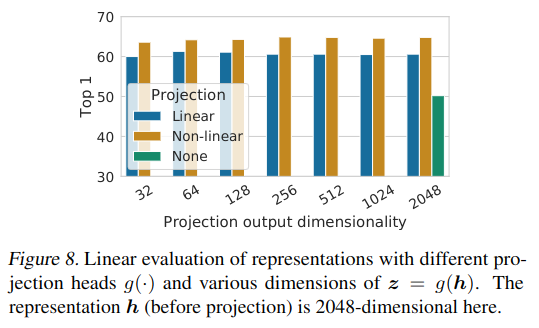 70
60
50
40
30
Top 1
Projection
Linear
Non-linear
None
32
64
128
256
512
1024
2048
Projection output dimensionality
Figure 8. Linear evaluation of representations with different pro-
jection heads g(·) and various dimensions of z = g(h). The
representation h (before projection) is 2048-dimensional here.